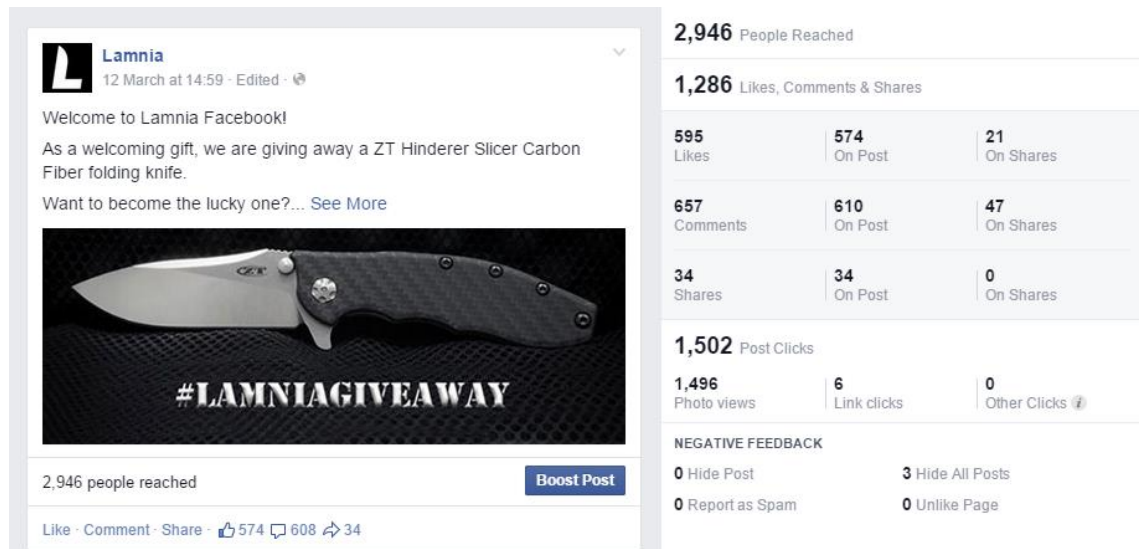 Lamnia
12 March at 14:59 · Edited ·
Welcome to Lamnia Facebook!
As a welcoming gift, we are giving away a ZT Hinderer Slicer Carbon
Fiber folding knife.
Want to become the lucky one?... See More
ZT
#LAMNIAGIVEAWAY
2,946 people reached
Boost Post
Like · Comment · Share · 574 608 34
2,946 People Reached
1,286 Likes, Comments & Shares
595 574 21
Likes On Post On Shares
657 610 47
Comments On Post On Shares
34 34 0
Shares On Post On Shares
1,502 Post Clicks
1,496 6 0
Photo views Link clicks Other Clicks i
NEGATIVE FEEDBACK
0 Hide Post 3 Hide All Posts
0 Report as Spam 0 Unlike Page